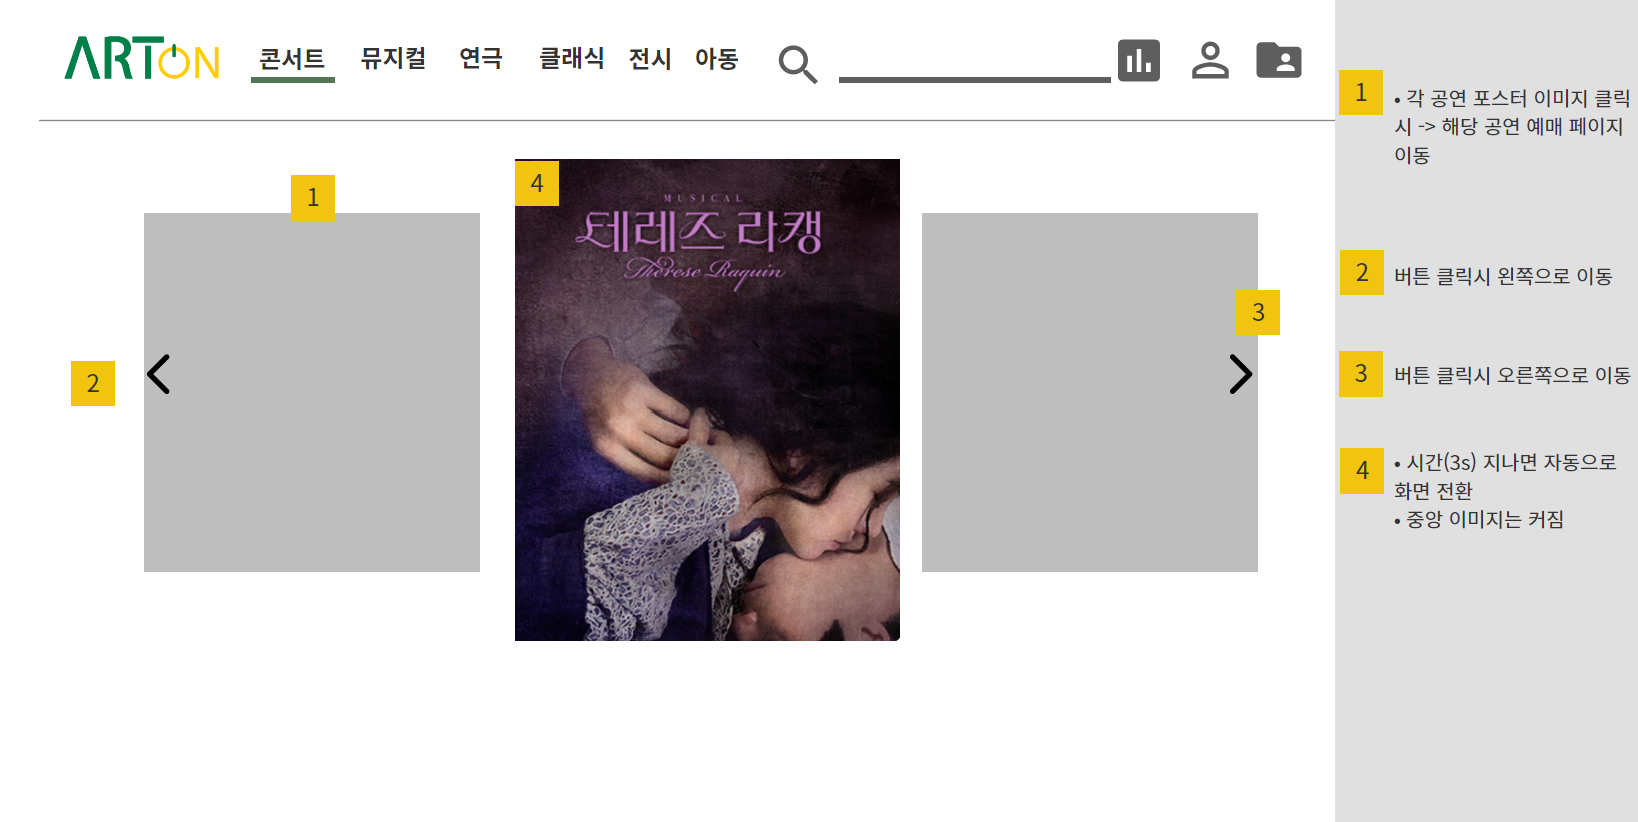 ARTON
콘서트 뮤지컬 연극 클래식 전시 아동
1
4
MUSICAL
테레즈 라캥
Thérèse Raquin
3
2
1
• 각 공연 포스터 이미지 클릭
시 -> 해당 공연 예매 페이지
이동
2
버튼 클릭시 왼쪽으로 이동
3
버튼 클릭시 오른쪽으로 이동
4
• 시간(3s) 지나면 자동으로
화면 전환
• 중앙 이미지는 커짐